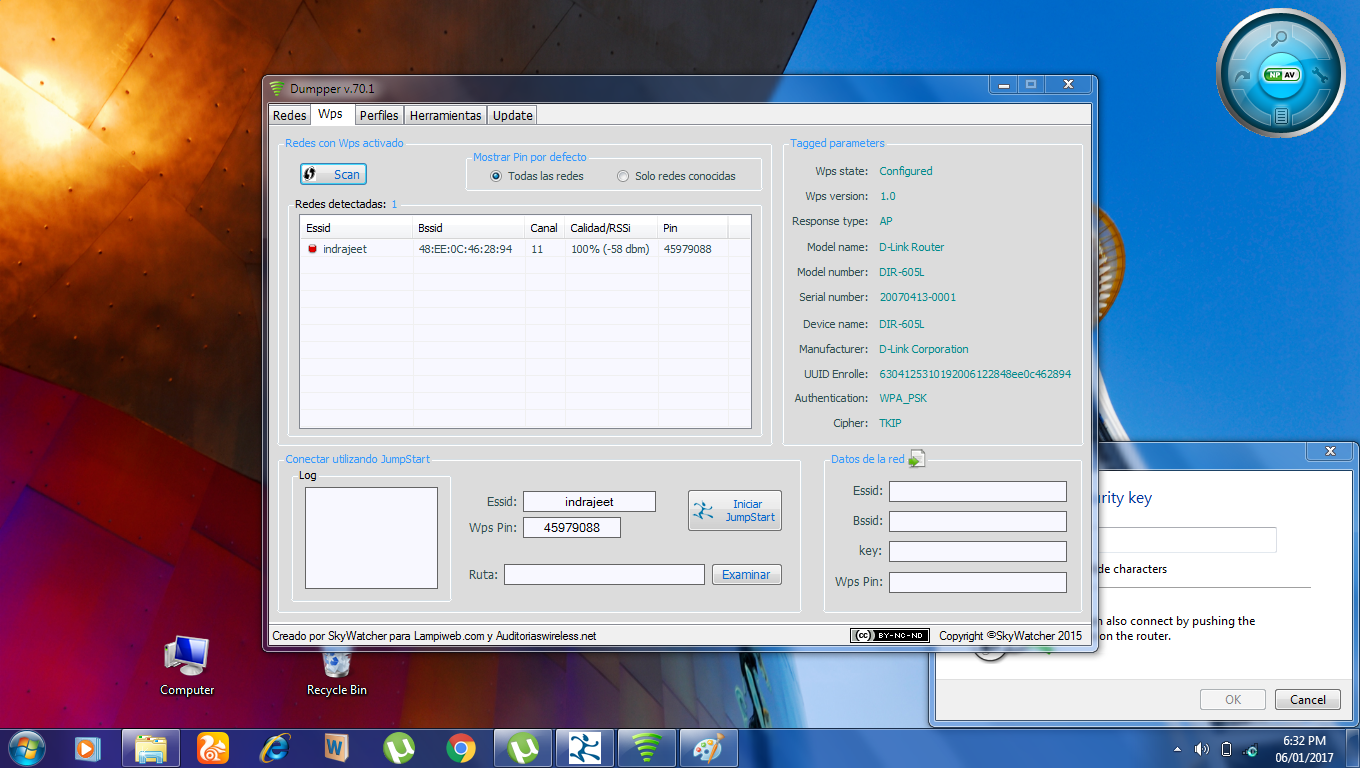 Dumpper v.70.1
Redes Wps Perfiles Herramientas Update
Redes con Wps activado
Scan
Mostrar Pin por defecto
Todas las redes Solo redes conocidas
Redes detectadas: 1
Essid Bssid Canal Calidad/RSSi Pin
indrajeet 48:EE:0C:46:28:94 11 100% (-58 dbm) 45979088
Tagged parameters
Wps state: Configured
Wps version: 1.0
Response type: AP
Model name: D-Link Router
Model number: DIR-605L
Serial number: 20070413-0001
Device name: DIR-605L
Manufacturer: D-Link Corporation
UUID Enrolle: 6304125310192006122848ee0c462894
Authentication: WPA_PSK
Cipher: TKIP
Conectar utilizando JumpStart
Log
Essid: indrajeet
Wps Pin: 45979088
Iniciar
JumpStart
Ruta:
Examinar
Datos de la red
Essid:
Bssid:
key:
Wps Pin:
Creado por SkyWatcher para Lampiweb.com y Auditoriaswireless.net
cc BY-NC-ND
Copyright ©SkyWatcher 2015
NP AV
urity key
de characters
n also connect by pushing the
on the router.
OK Cancel
Computer
Recycle Bin
6:32 PM
06/01/2017